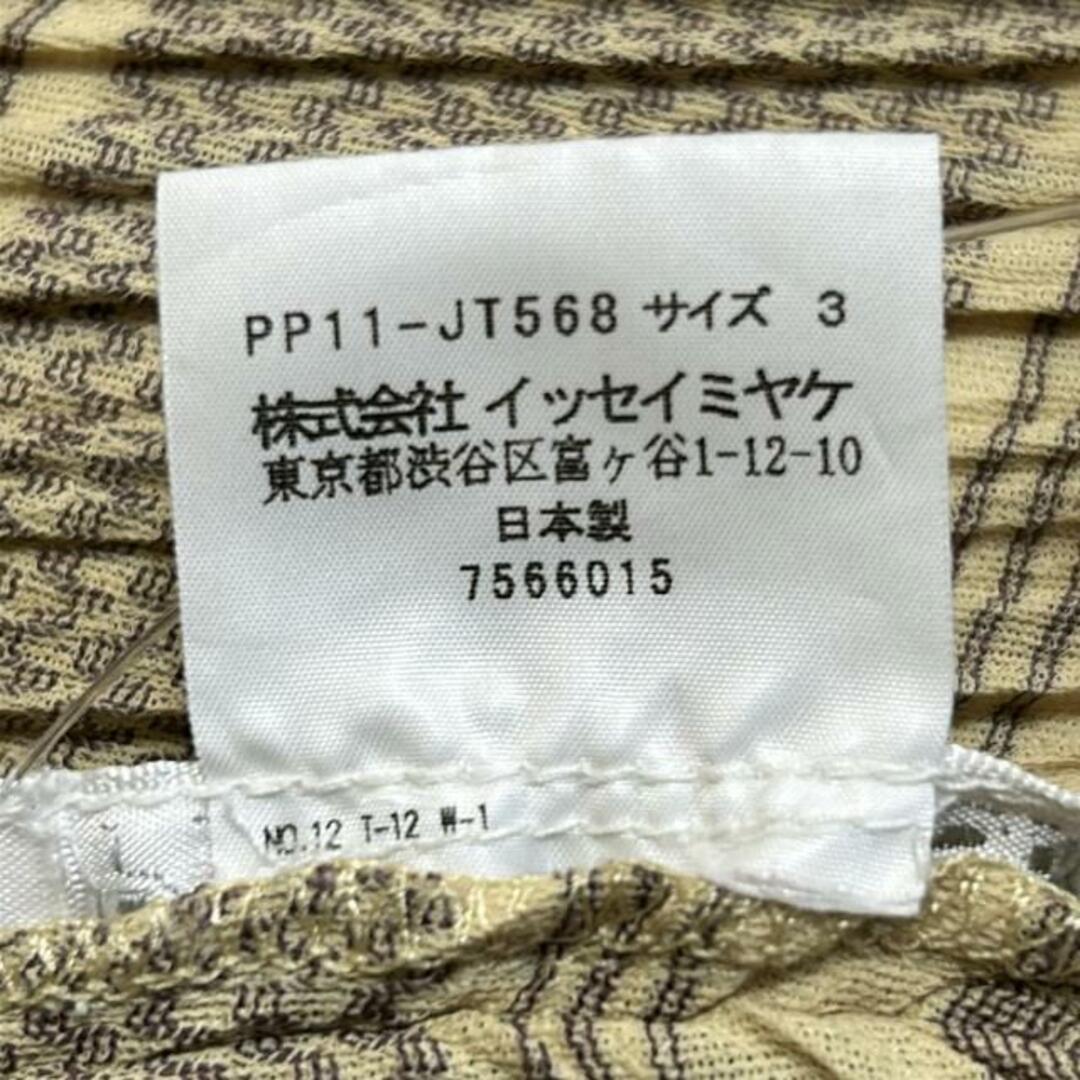 PP11-JT568 サイズ 3
株式会社 イッセイミヤケ
東京都渋谷区富ヶ谷1-12-10
日本製
7566015
NO.12 T-12 W-1